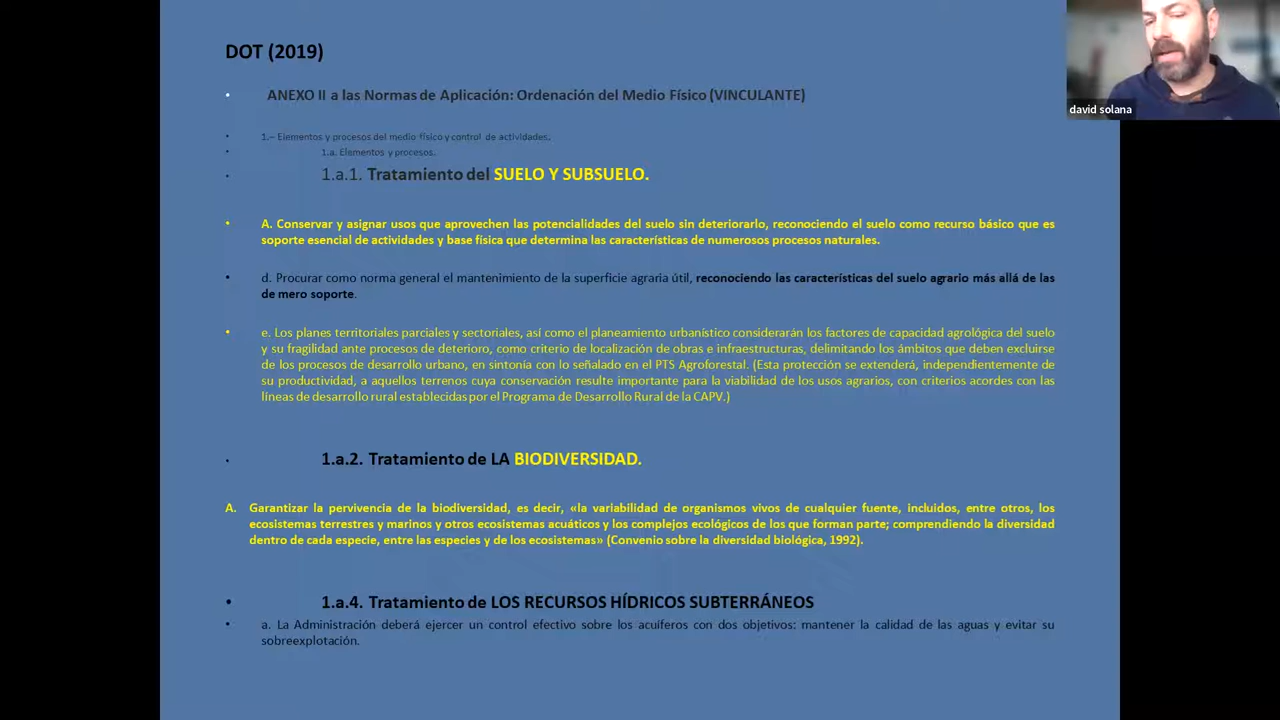 DOT (2019)
• ANEXO II a las Normas de Aplicación: Ordenación del Medio Físico (VINCULANTE)
• 1.– Elementos y procesos del medio físico y control de actividades.
• 1.a. Elementos y procesos.
• 1.a.1. Tratamiento del SUELO Y SUBSUELO.
• A. Conservar y asignar usos que aprovechen las potencialidades del suelo sin deteriorarlo, reconociendo el suelo como recurso básico que es
soporte esencial de actividades y base física que determina las características de numerosos procesos naturales.
• d. Procurar como norma general el mantenimiento de la superficie agraria útil, reconociendo las características del suelo agrario más allá de las
de mero soporte.
• e. Los planes territoriales parciales y sectoriales, así como el planeamiento urbanístico considerarán los factores de capacidad agrológica del suelo
y su fragilidad ante procesos de deterioro, como criterio de localización de obras e infraestructuras, delimitando los ámbitos que deben excluirse
de los procesos de desarrollo urbano, en sintonía con lo señalado en el PTS Agroforestal. (Esta protección se extenderá, independientemente de
su productividad, a aquellos terrenos cuya conservación resulte importante para la viabilidad de los usos agrarios, con criterios acordes con las
líneas de desarrollo rural establecidas por el Programa de Desarrollo Rural de la CAPV.)
• 1.a.2. Tratamiento de LA BIODIVERSIDAD.
A. Garantizar la pervivencia de la biodiversidad, es decir, «la variabilidad de organismos vivos de cualquier fuente, incluidos, entre otros, los
ecosistemas terrestres y marinos y otros ecosistemas acuáticos y los complejos ecológicos de los que forman parte; comprendiendo la diversidad
dentro de cada especie, entre las especies y de los ecosistemas» (Convenio sobre la diversidad biológica, 1992).
• 1.a.4. Tratamiento de LOS RECURSOS HÍDRICOS SUBTERRÁNEOS
• a. La Administración deberá ejercer un control efectivo sobre los acuíferos con dos objetivos: mantener la calidad de las aguas y evitar su
sobreexplotación.
david solana